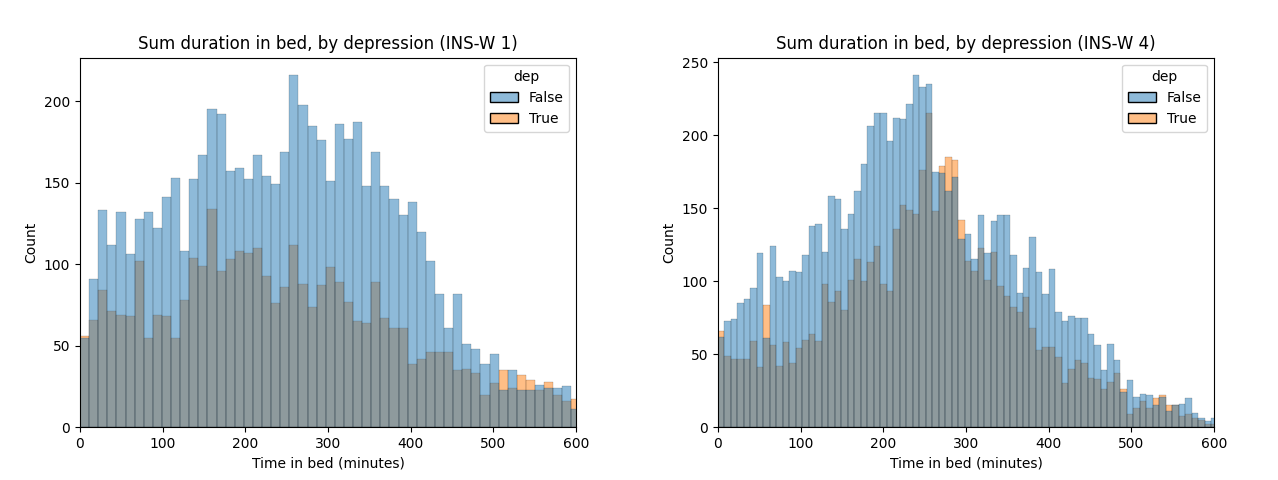 Sum duration in bed, by depression (INS-W 1)
dep
False
True
200
150
100
50
0
Count
0 100 200 300 400 500 600
Time in bed (minutes)
Sum duration in bed, by depression (INS-W 4)
dep
False
True
250
200
150
100
50
0
Count
0 100 200 300 400 500 600
Time in bed (minutes)